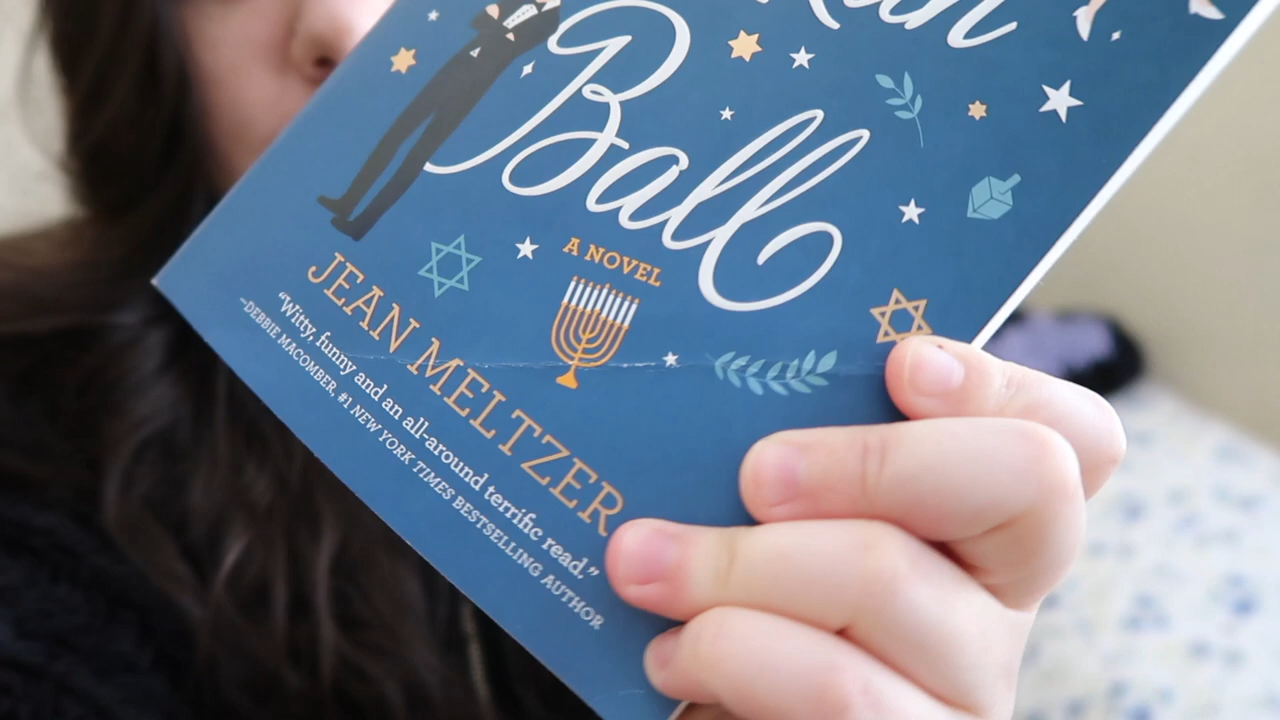 Ball
A NOVEL
JEAN MELTZER
“Witty, funny and an all-around terrific read.”
—DEBBIE MACOMBER, #1 NEW YORK TIMES BESTSELLING AUTHOR